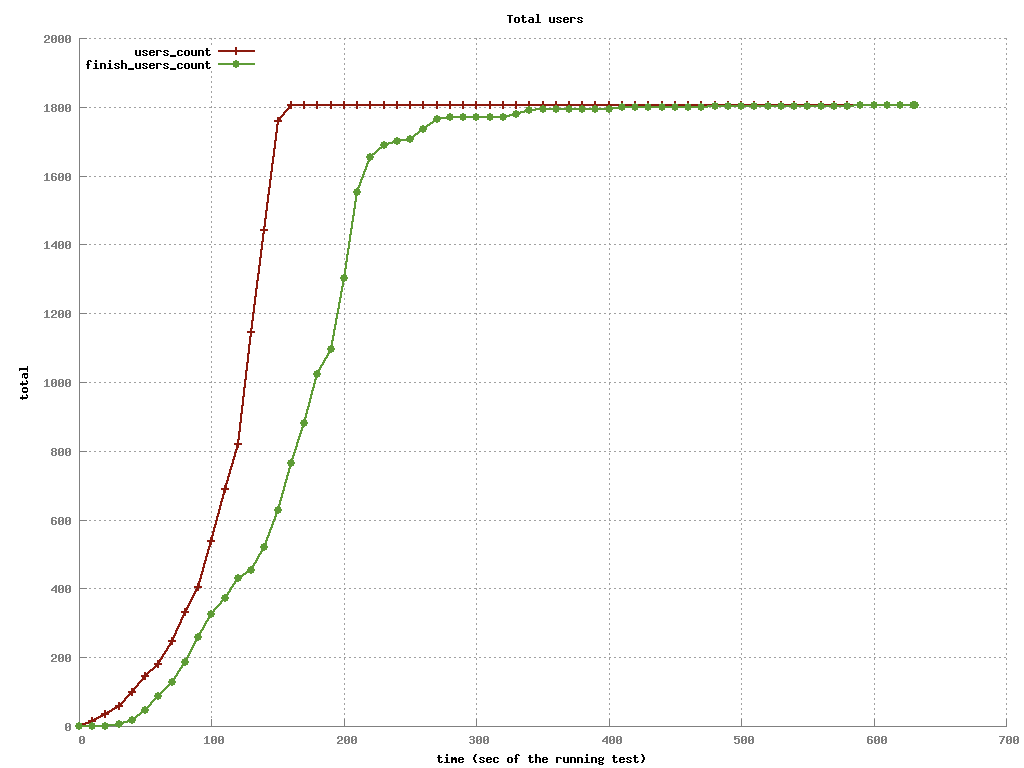 Total users
2000
1800
1600
1400
1200
1000
800
600
400
200
0
users_count
finish_users_count
total
0 100 200 300 400 500 600 700
time (sec of the running test)